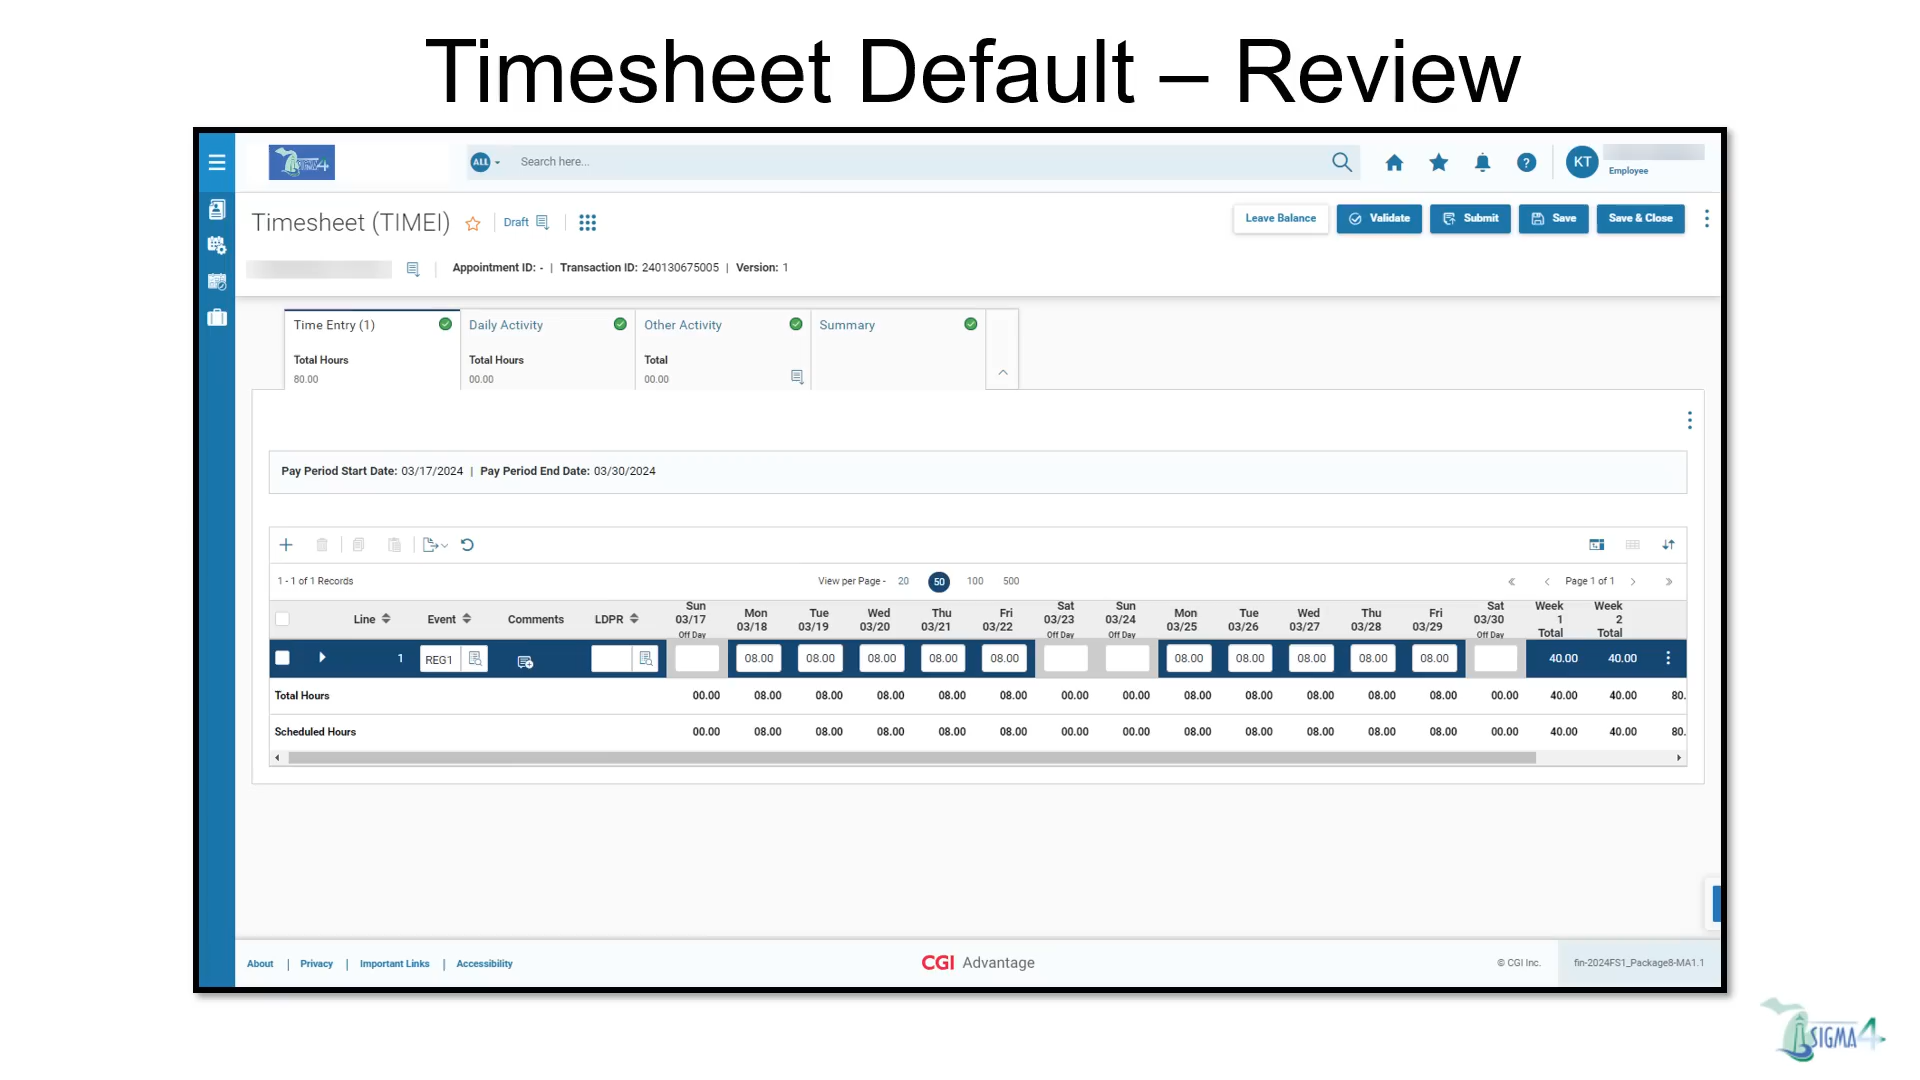 Timesheet Default – Review
SIGMA4
ALL Search here...
? KT
Employee
Timesheet (TIMEI) Draft Leave Balance Validate Submit Save Save & Close
Appointment ID: - | Transaction ID: 240130675005 | Version: 1
Time Entry (1) Daily Activity Other Activity Summary
Total Hours Total Hours Total
80.00 00.00 00.00
Pay Period Start Date: 03/17/2024 | Pay Period End Date: 03/30/2024
1 - 1 of 1 Records View per Page - 20 50 100 500 Page 1 of 1
Line Event Comments LDPR Sun 03/17 Off Day Mon 03/18 Tue 03/19 Wed 03/20 Thu 03/21 Fri 03/22 Sat 03/23 Off Day Sun 03/24 Off Day Mon 03/25 Tue 03/26 Wed 03/27 Thu 03/28 Fri 03/29 Sat 03/30 Off Day Week 1 Total Week 2 Total
1 REG1 08.00 08.00 08.00 08.00 08.00 08.00 08.00 08.00 08.00 08.00 40.00 40.00
Total Hours 00.00 08.00 08.00 08.00 08.00 08.00 00.00 00.00 08.00 08.00 08.00 08.00 08.00 00.00 40.00 40.00 80.
Scheduled Hours 00.00 08.00 08.00 08.00 08.00 08.00 00.00 00.00 08.00 08.00 08.00 08.00 08.00 00.00 40.00 40.00 80.
About | Privacy | Important Links | Accessibility CGI Advantage © CGI Inc. fin-2024FS1_Package8-MA1.1
SIGMA4